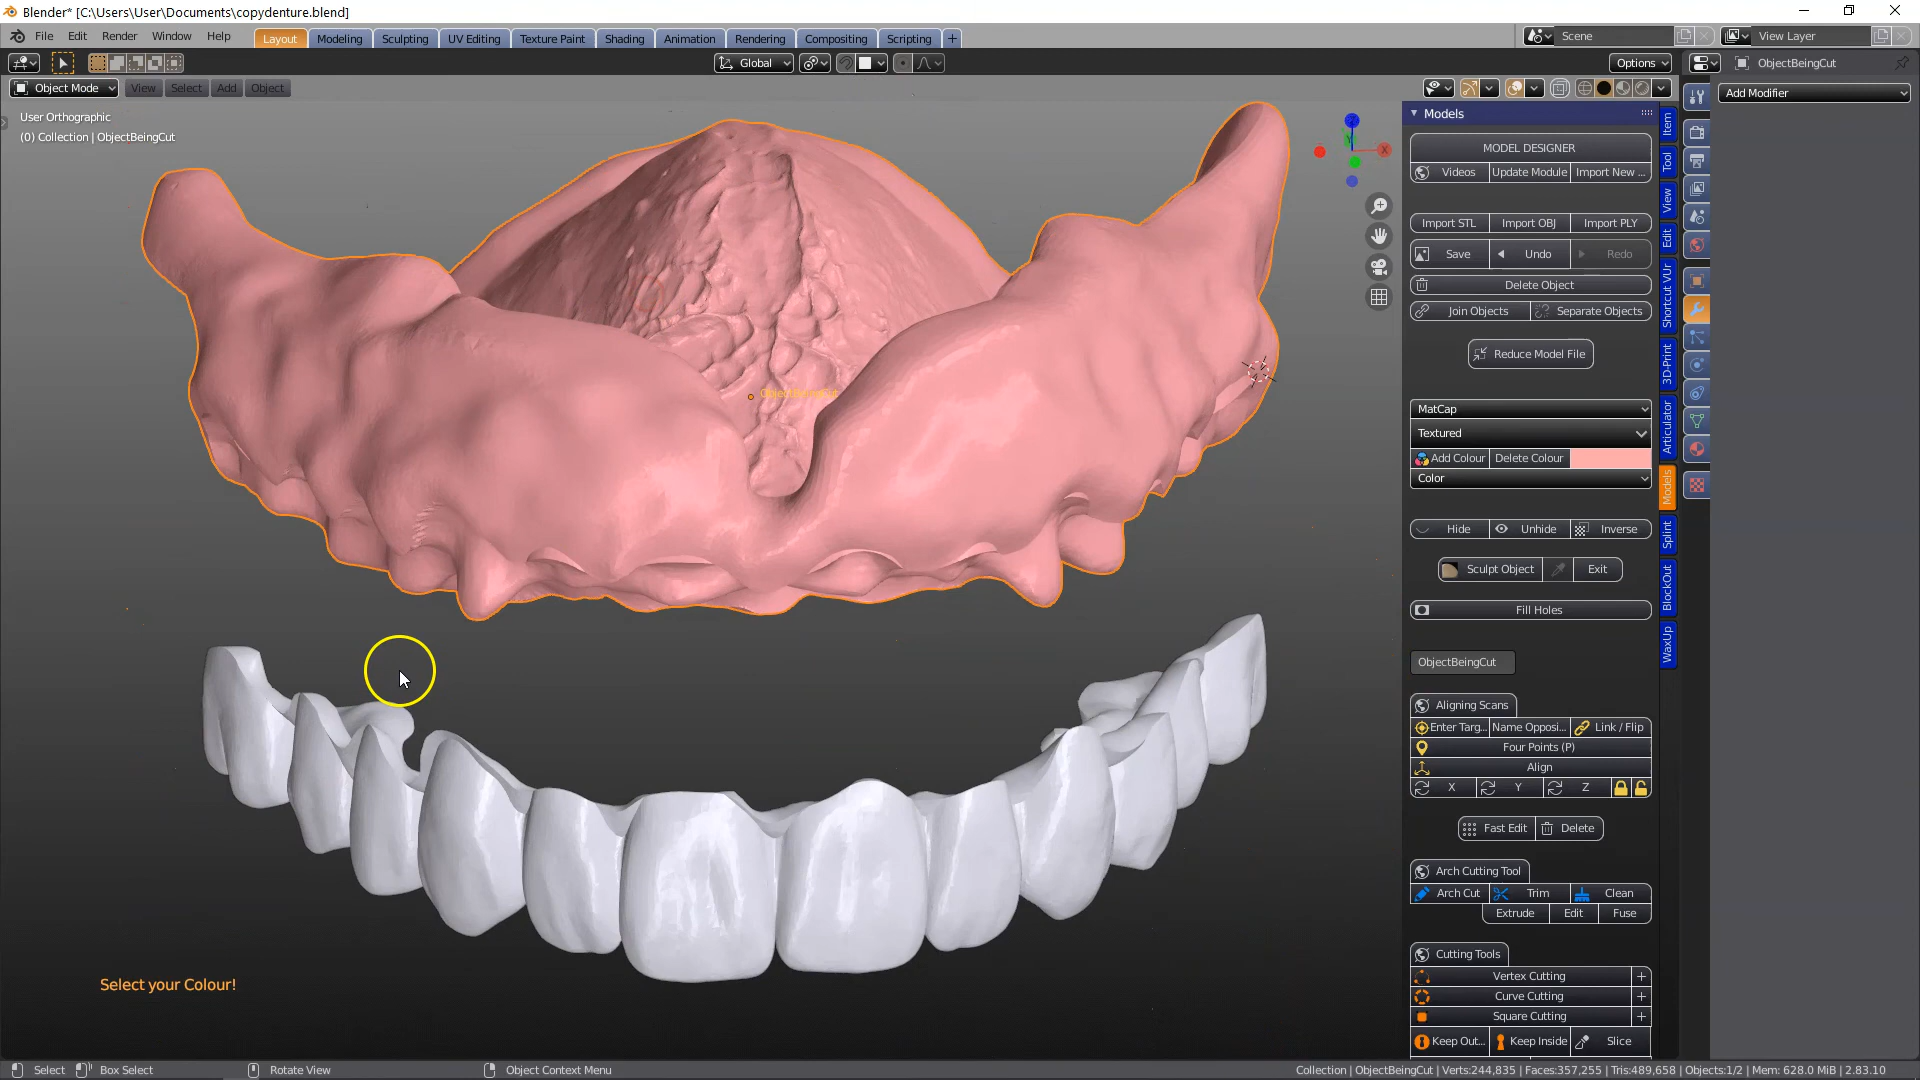 Blender* [C:\Users\User\Documents\copydenture.blend]
File Edit Render Window Help Layout Modeling Sculpting UV Editing Texture Paint Shading Animation Rendering Compositing Scripting + Scene View Layer
Global Options ObjectBeingCut
Object Mode View Select Add Object
Add Modifier
User Orthographic
(0) Collection | ObjectBeingCut
Models
MODEL DESIGNER
Videos Update Module Import New ...
Import STL Import OBJ Import PLY
Save Undo Redo
Delete Object
Join Objects Separate Objects
Reduce Model File
MatCap
Textured
Add Colour Delete Colour
Color
Hide Unhide Inverse
Sculpt Object Exit
Fill Holes
ObjectBeingCut
Aligning Scans
Enter Targ... Name Opposi... Link / Flip
Four Points (P)
Align
X Y Z
Fast Edit Delete
Arch Cutting Tool
Arch Cut Trim Clean
Extrude Edit Fuse
Cutting Tools
Vertex Cutting +
Curve Cutting +
Square Cutting +
Keep Out... Keep Inside Slice
Item
Tool
View
Edit
Shortcut VUr
3D-Print
Articulator
Models
Splint
BlockOut
WaxUp
X
Y
Z
ObjectBeingCut
Select your Colour!
Select Box Select Rotate View Object Context Menu Collection | ObjectBeingCut | Verts:244,835 | Faces:357,255 | Tris:489,658 | Objects:1/2 | Mem: 628.0 MiB | 2.83.10